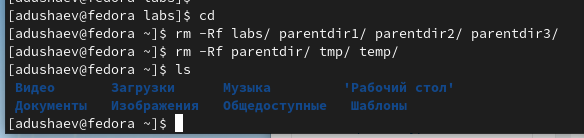 [adushaev@fedora labs]$ cd
[adushaev@fedora ~]$ rm -Rf labs/ parentdir1/ parentdir2/ parentdir3/
[adushaev@fedora ~]$ rm -Rf parentdir/ tmp/ temp/
[adushaev@fedora ~]$ ls
Видео Загрузки Музыка 'Рабочий стол'
Документы Изображения Общедоступные Шаблоны
[adushaev@fedora ~]$